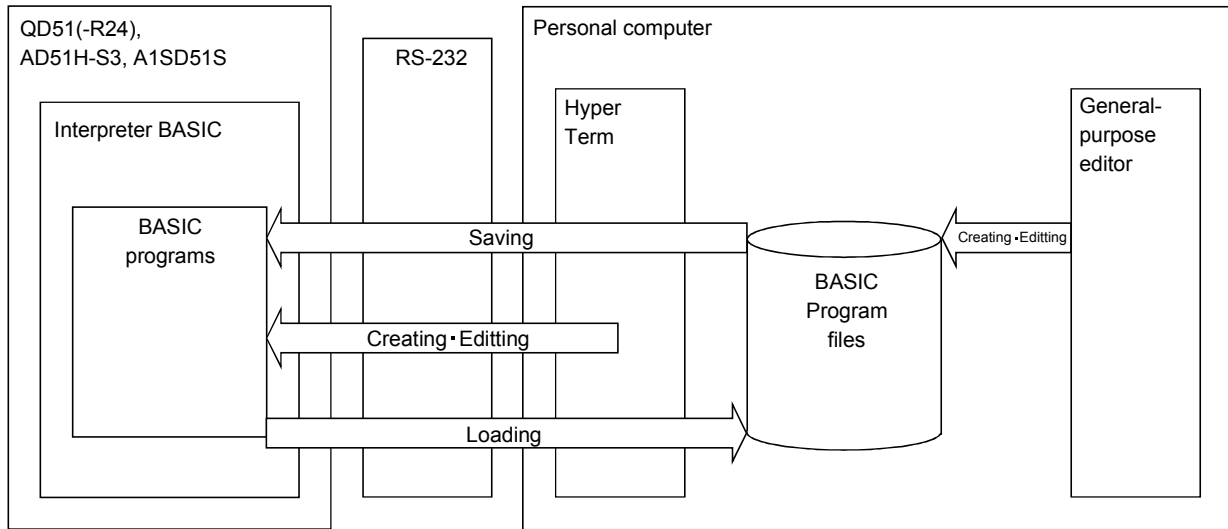 QD51(-R24),
AD51H-S3, A1SD51S
Interpreter BASIC
BASIC
programs
RS-232
Personal computer
Hyper
Term
General-
purpose
editor
Saving
Creating・Editting
Creating・Editting
Loading
BASIC
Program
files